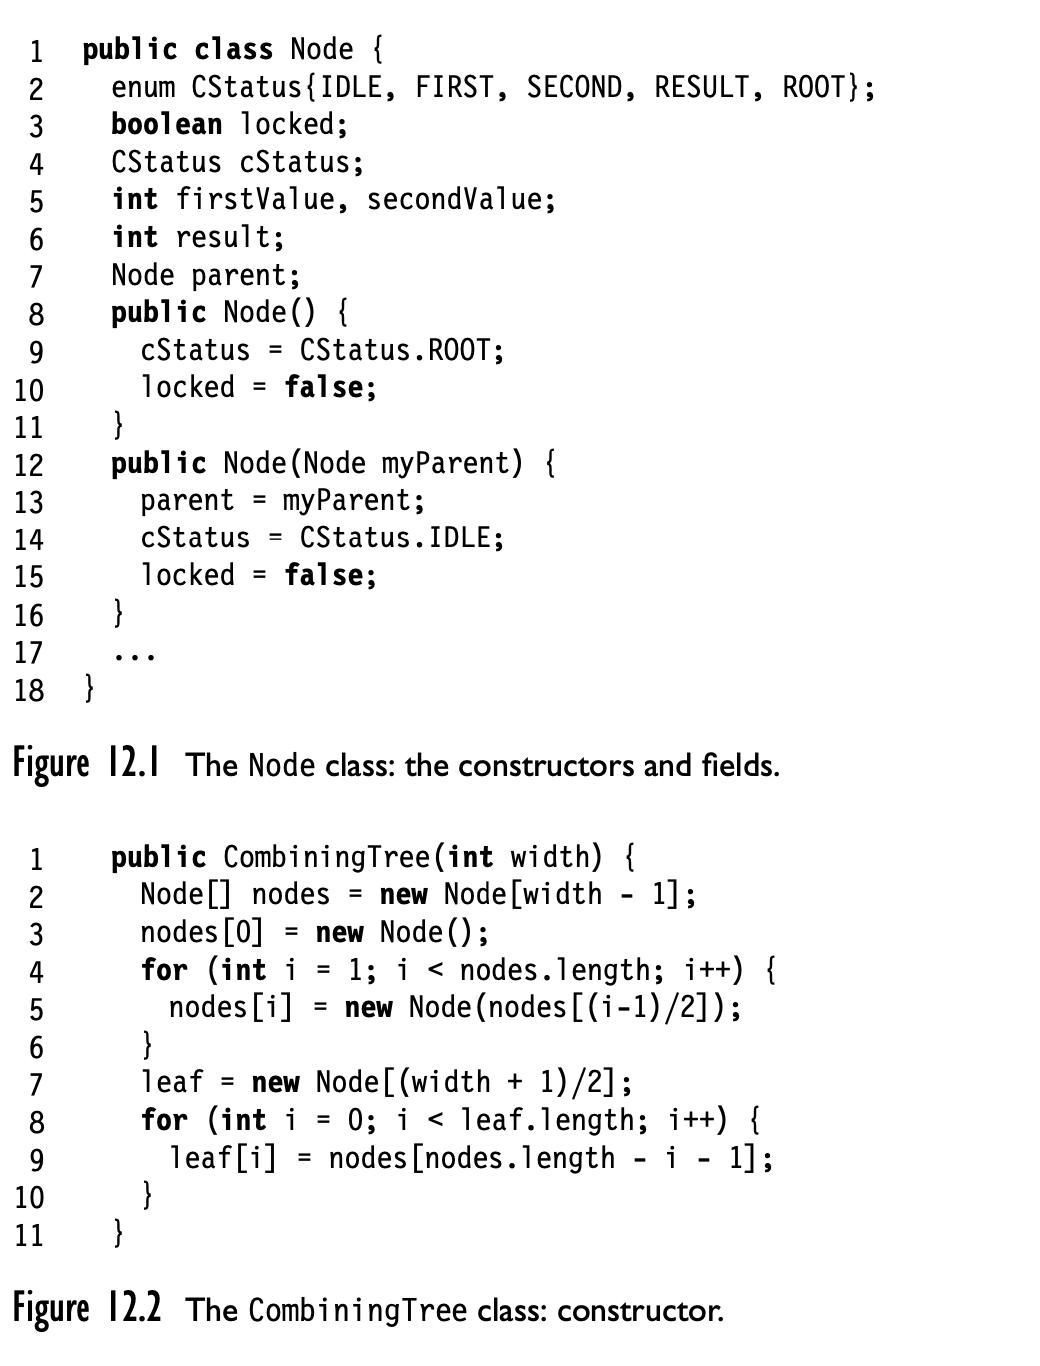 1 public class Node {
2 enum CStatus{IDLE, FIRST, SECOND, RESULT, ROOT};
3 boolean locked;
4 CStatus cStatus;
5 int firstValue, secondValue;
6 int result;
7 Node parent;
8 public Node() {
9 cStatus = CStatus.ROOT;
10 locked = false;
11 }
12 public Node(Node myParent) {
13 parent = myParent;
14 cStatus = CStatus.IDLE;
15 locked = false;
16 }
17 ...
18 }
Figure 12.1 The Node class: the constructors and fields.
1 public CombiningTree(int width) {
2 Node[] nodes = new Node[width - 1];
3 nodes[0] = new Node();
4 for (int i = 1; i < nodes.length; i++) {
5 nodes[i] = new Node(nodes[(i-1)/2]);
6 }
7 leaf = new Node[(width + 1)/2];
8 for (int i = 0; i < leaf.length; i++) {
9 leaf[i] = nodes[nodes.length - i - 1];
10 }
11 }
Figure 12.2 The CombiningTree class: constructor.